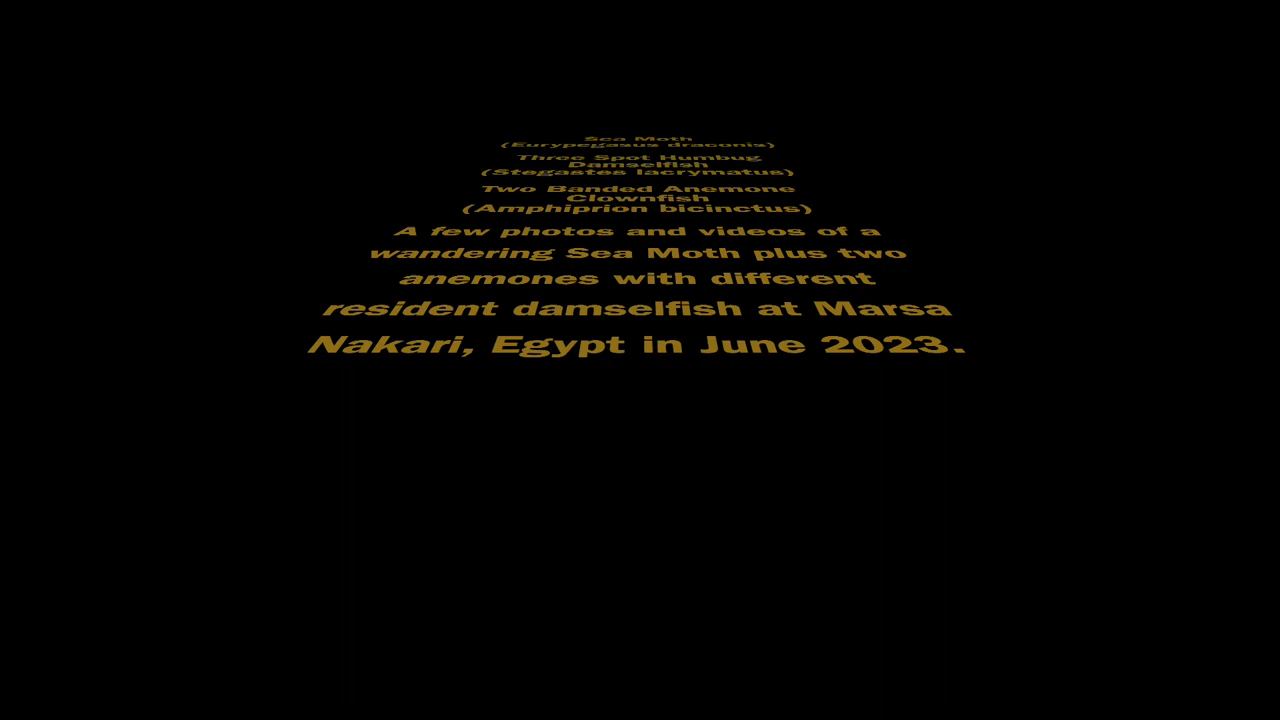 Sea Moth
(Eurypegasus draconis)
Three Spot Humbug
Damselfish
(Stegastes lacrymatus)
Two Banded Anemone
Clownfish
(Amphiprion bicinctus)
A few photos and videos of a
wandering Sea Moth plus two
anemones with different
resident damselfish at Marsa
Nakari, Egypt in June 2023.